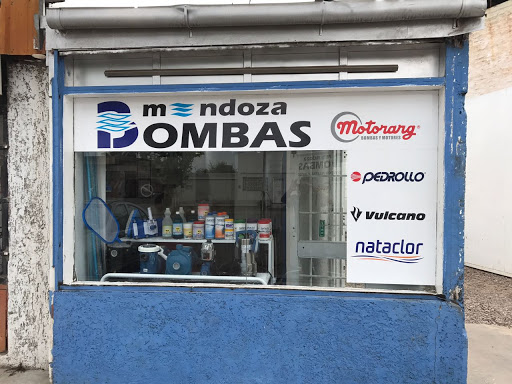 mendoza
BOMBAS
Motorarg
BOMBAS Y MOTORES
PEDROLLO
Vulcano
nataclor